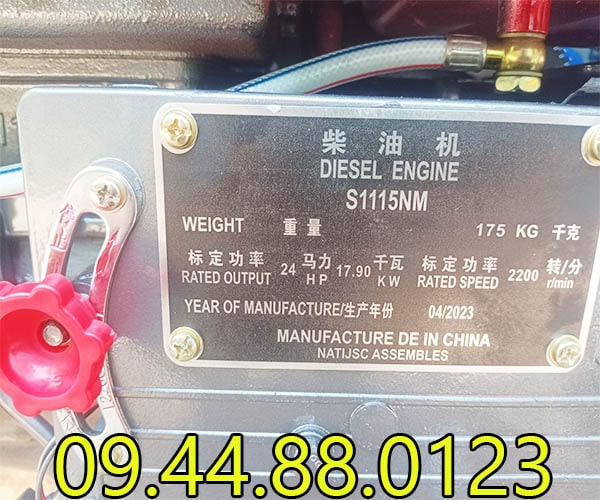 柴油机
DIESEL ENGINE
S1115NM
WEIGHT 重量 175 KG 千克
标定功率 24 马力 17.90 千瓦 标定功率 2200 转/分
RATED OUTPUT HP KW RATED SPEED r/min
YEAR OF MANUFACTURE/生产年份 04/2023
MANUFACTURE DE IN CHINA
NATIJSC ASSEMBLES
09.44.88.0123